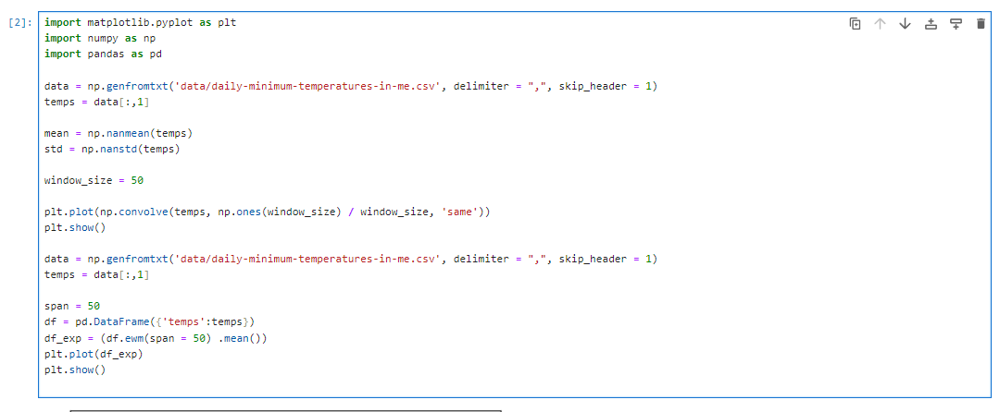 [2]:
import matplotlib.pyplot as plt
import numpy as np
import pandas as pd
data = np.genfromtxt('data/daily-minimum-temperatures-in-me.csv', delimiter = ",", skip_header = 1)
temps = data[:,1]
mean = np.nanmean(temps)
std = np.nanstd(temps)
window_size = 50
plt.plot(np.convolve(temps, np.ones(window_size) / window_size, 'same'))
plt.show()
data = np.genfromtxt('data/daily-minimum-temperatures-in-me.csv', delimiter = ",", skip_header = 1)
temps = data[:,1]
span = 50
df = pd.DataFrame({'temps':temps})
df_exp = (df.ewm(span = 50) .mean())
plt.plot(df_exp)
plt.show()